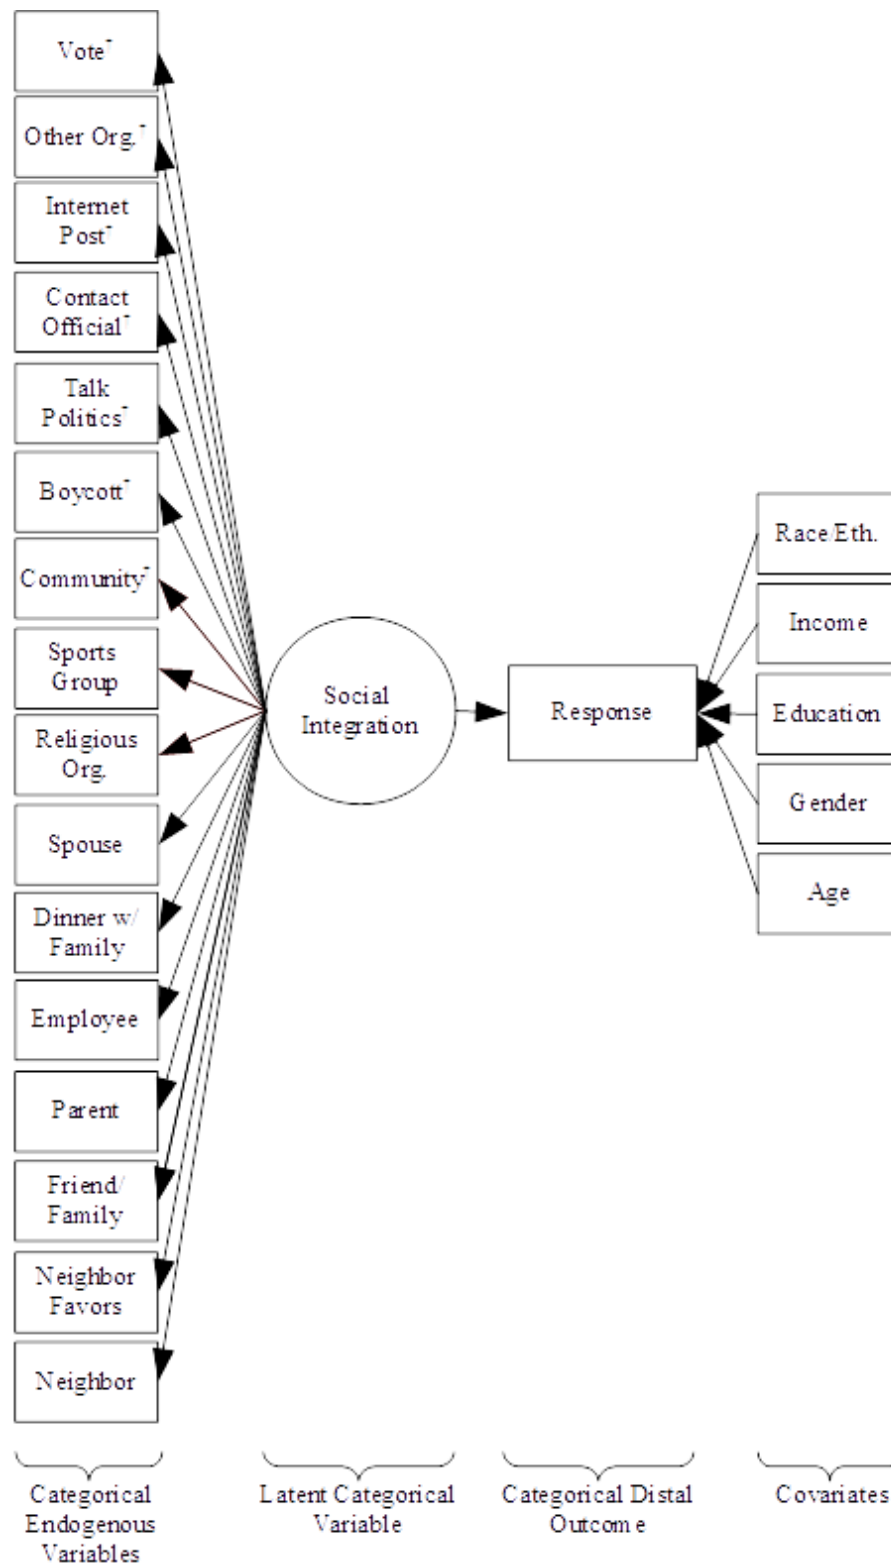 Vote†
Other Org.†
Internet
Post†
Contact
Official†
Talk
Politics†
Boycott†
Community†
Sports
Group
Religious
Org.
Spouse
Dinner w/
Family
Employee
Parent
Friend/
Family
Neighbor
Favors
Neighbor
Social
Integration
Response
Race/Eth.
Income
Education
Gender
Age
Categorical
Endogenous
Variables
Latent Categorical
Variable
Categorical Distal
Outcome
Covariates